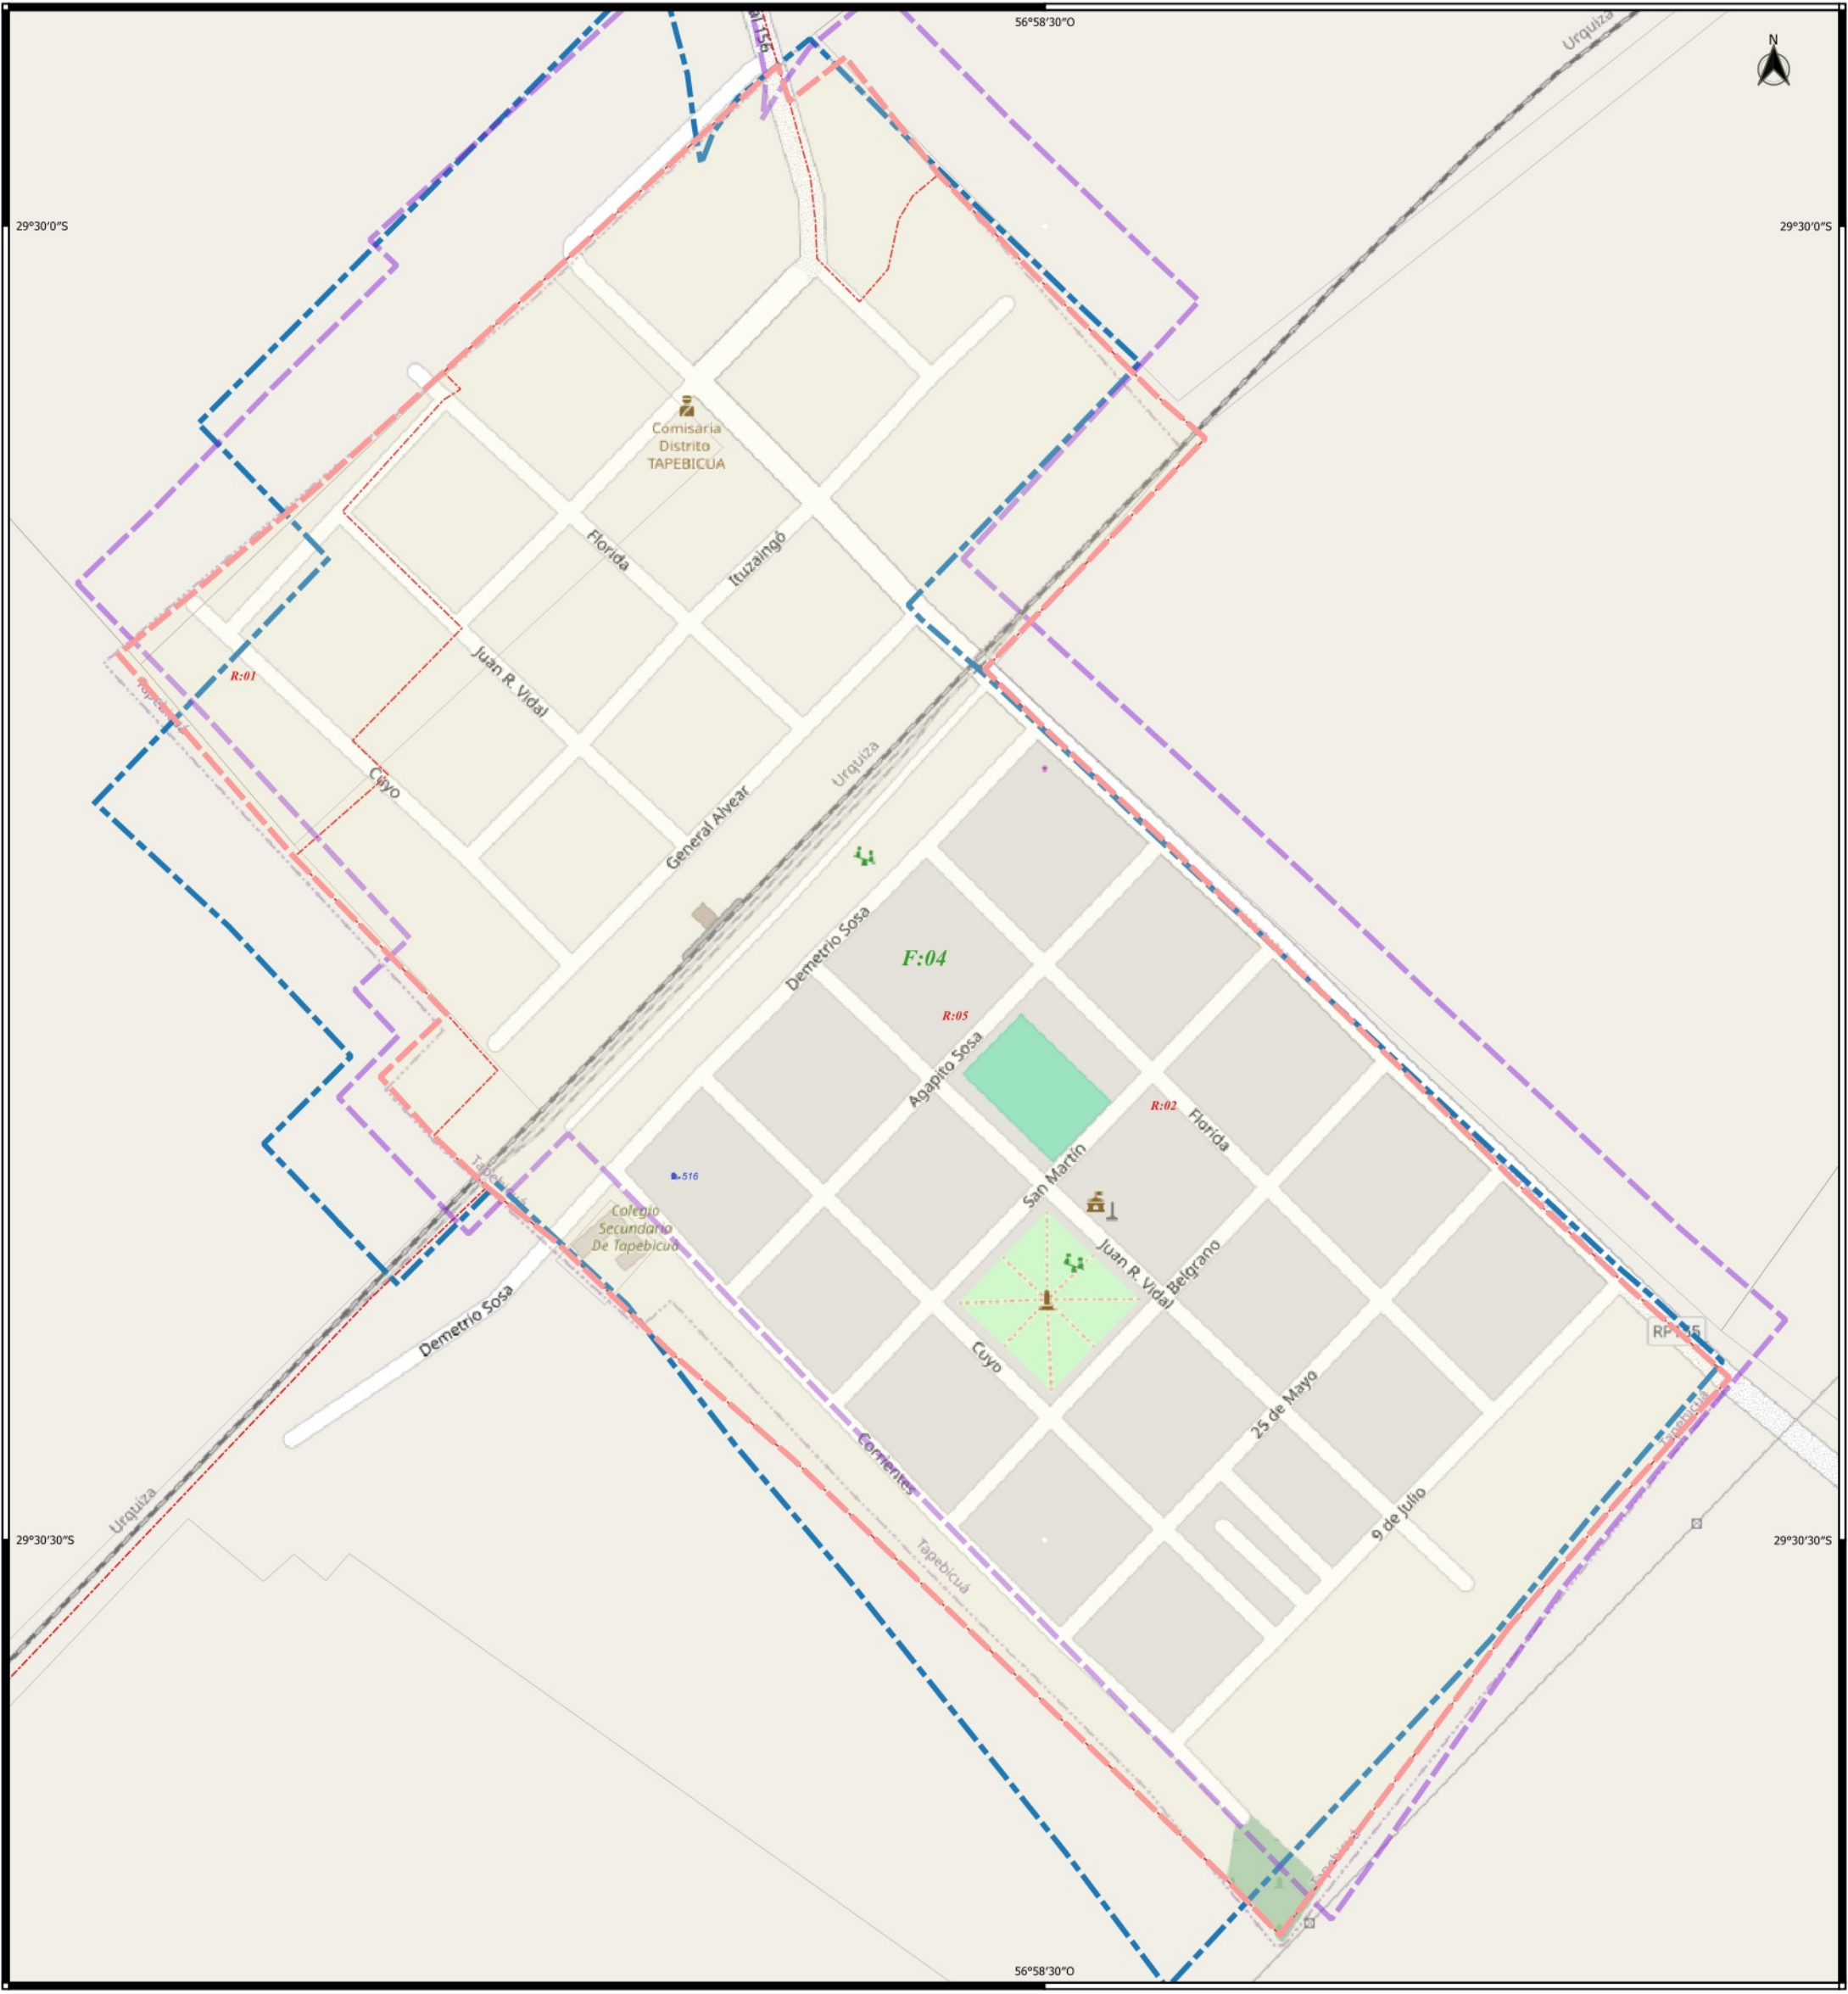 56°58'30"O
Urquiza
N
29°30'0"S
29°30'0"S
Comisaria
Distrito
TAPEBICUA
Florida
Ituzaingó
Juan R. Vidal
R:01
Cuyo
Urquiza
General Alvear
Demetrio Sosa
F:04
R:05
Agapito Sosa
R:02
Florida
516
Tapebicuá
San Martín
Colegio
Secundario
De Tapebicuá
Juan R. Vidal
Belgrano
Demetrio Sosa
Cuyo
25 de Mayo
Tapebicuá
Corrientes
9 de Julio
Urquiza
29°30'30"S
29°30'30"S
Tapebicuá
Tapebicuá
56°58'30"O